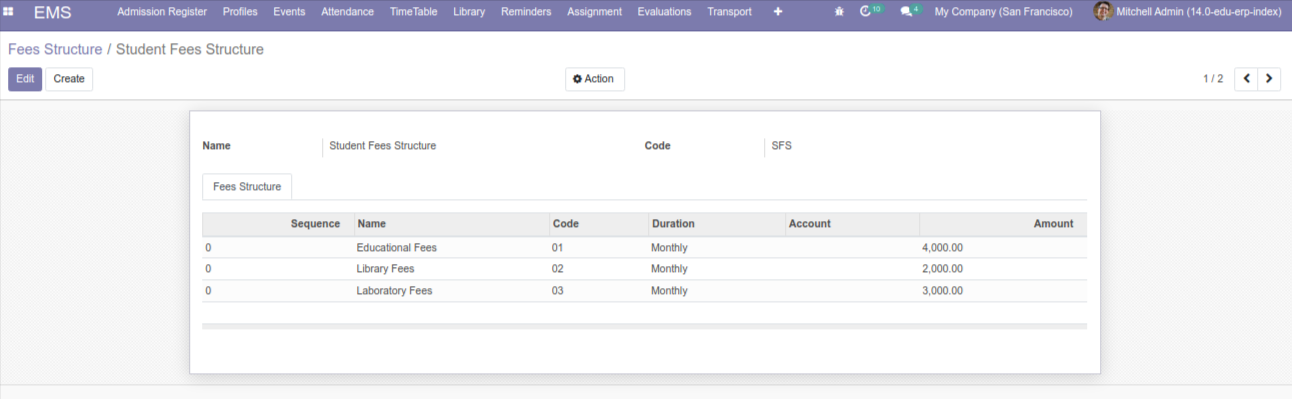 EMS Admission Register Profiles Events Attendance TimeTable Library Reminders Assignment Evaluations Transport + 10 4 My Company (San Francisco) Mitchell Admin (14.0-edu-erp-index)
Fees Structure / Student Fees Structure
Edit Create Action 1 / 2
Name Student Fees Structure Code SFS
Fees Structure
Sequence Name Code Duration Account Amount
0 Educational Fees 01 Monthly 4,000.00
0 Library Fees 02 Monthly 2,000.00
0 Laboratory Fees 03 Monthly 3,000.00